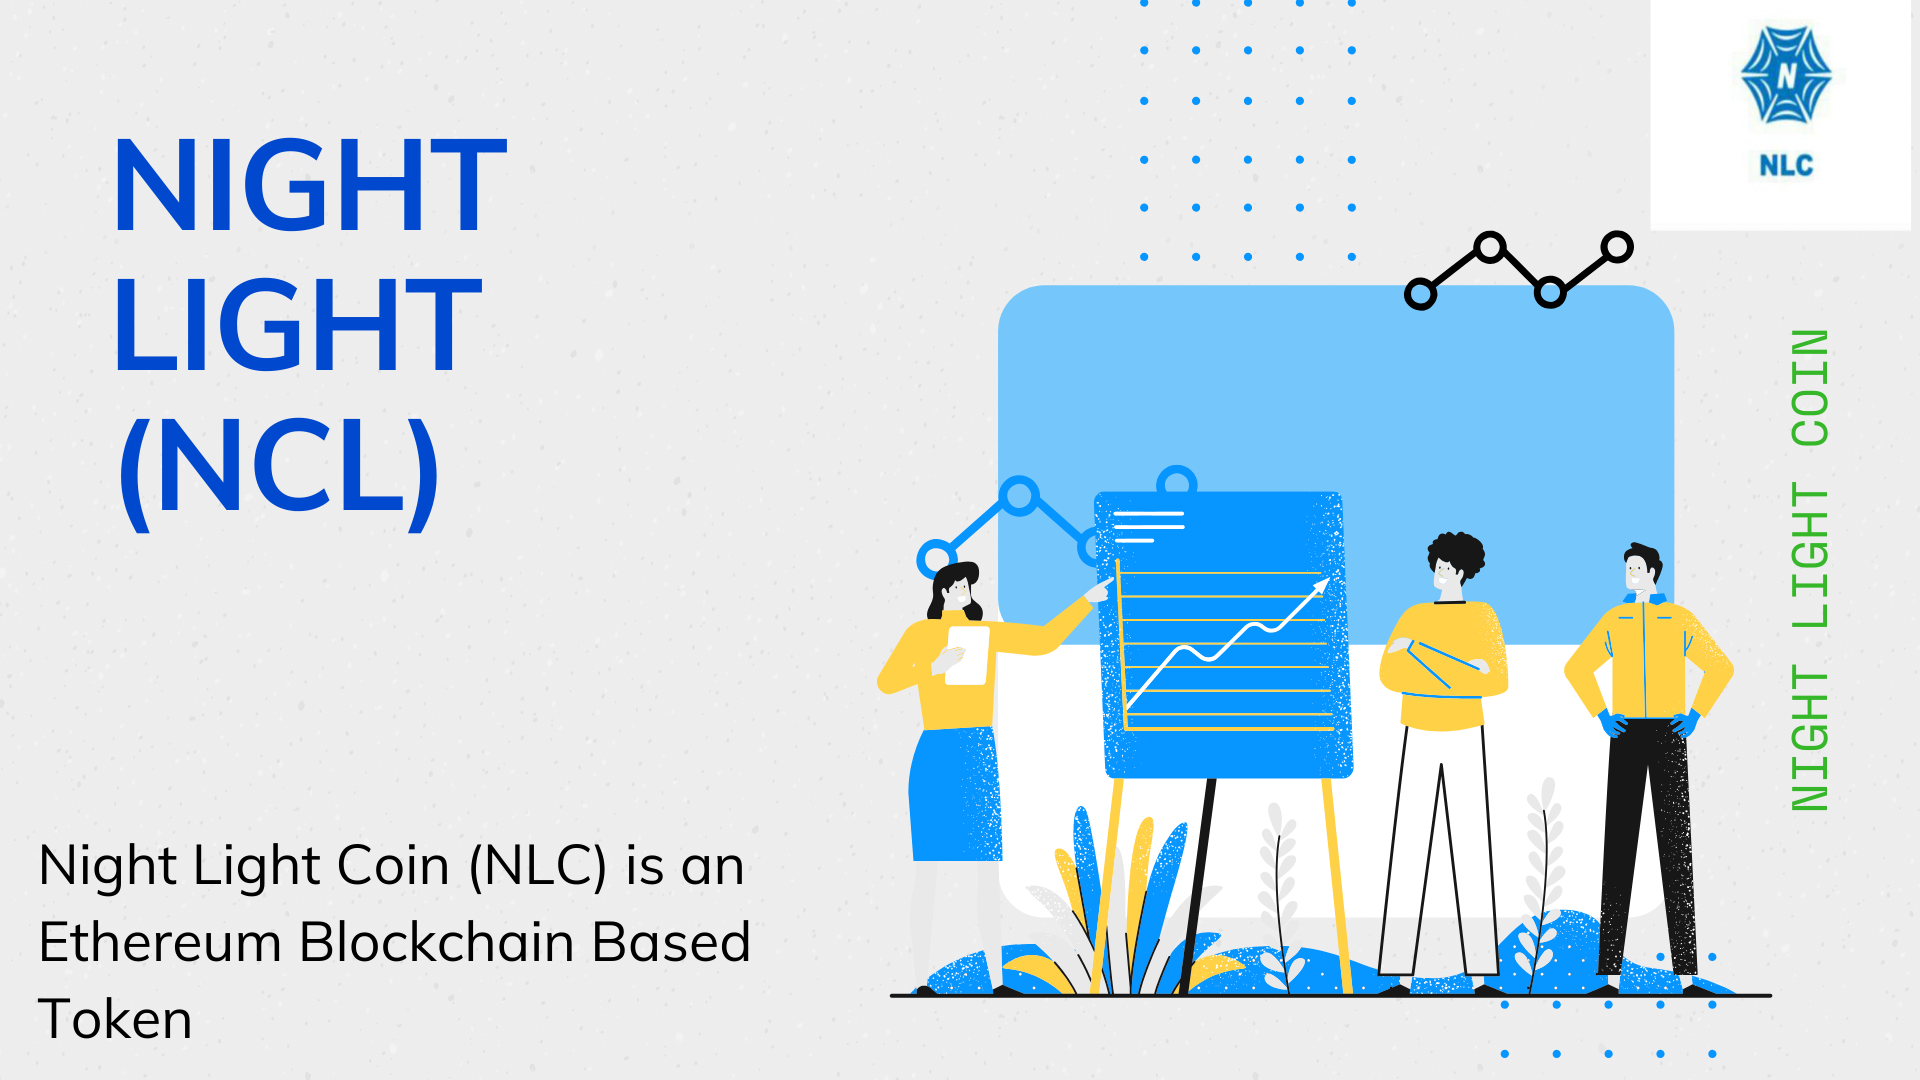 NIGHT
LIGHT
(NCL)
N
NLC
NIGHT LIGHT COIN
Night Light Coin (NLC) is an
Ethereum Blockchain Based
Token